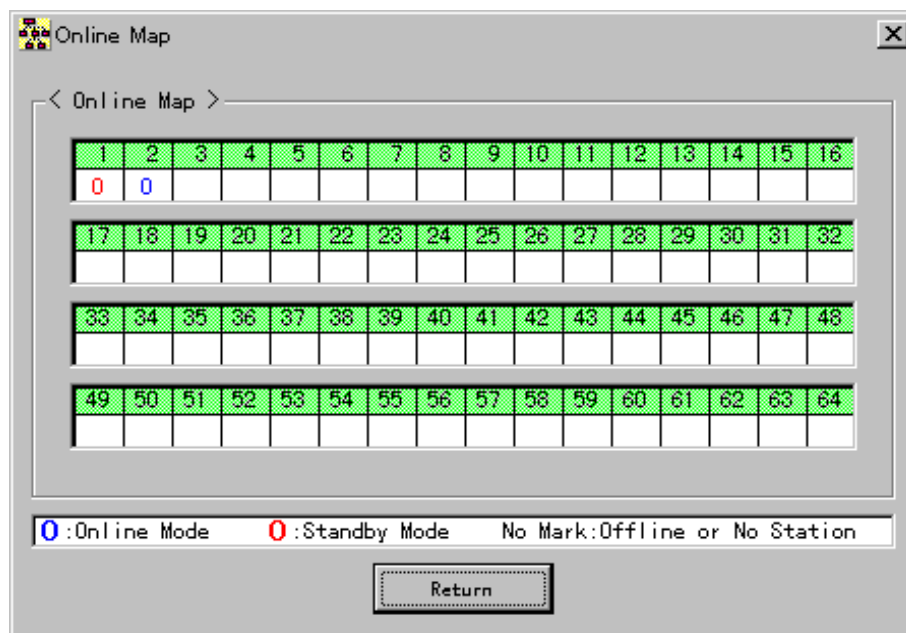 Online Map
< Online Map >
1 2 3 4 5 6 7 8 9 10 11 12 13 14 15 16
0 0
17 18 19 20 21 22 23 24 25 26 27 28 29 30 31 32
33 34 35 36 37 38 39 40 41 42 43 44 45 46 47 48
49 50 51 52 53 54 55 56 57 58 59 60 61 62 63 64
0:Online Mode 0:Standby Mode No Mark:Offline or No Station
Return